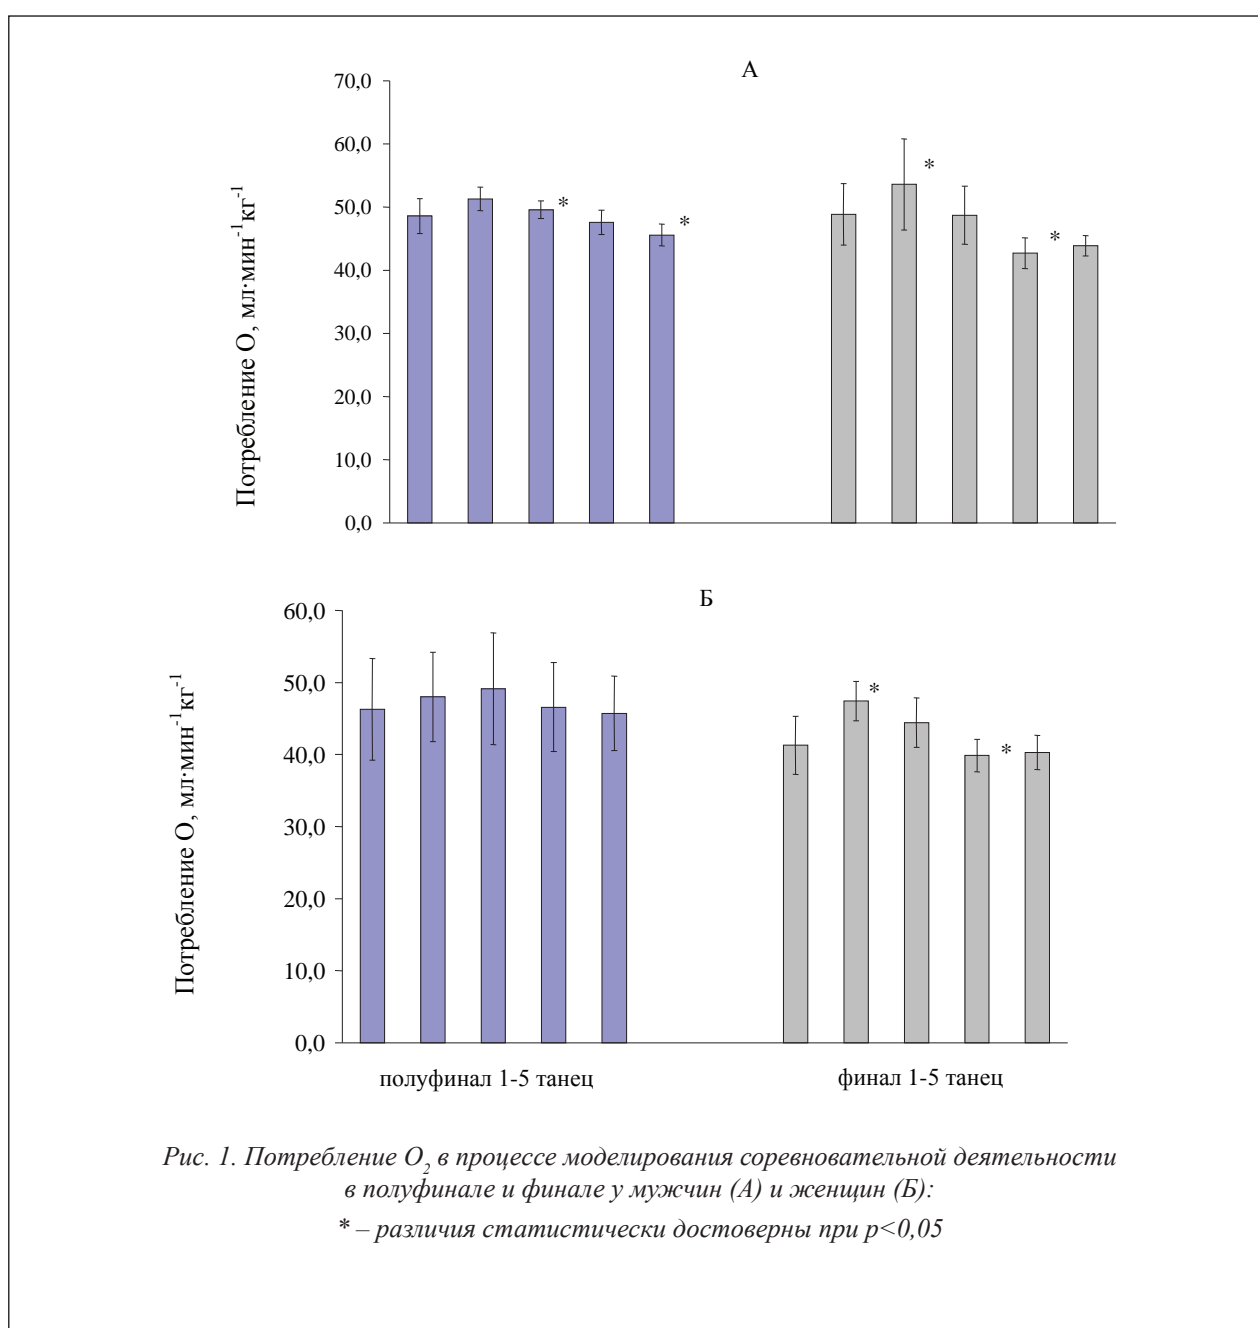 А
Потребление О, мл·мин⁻¹кг⁻¹
70,0
60,0
50,0
40,0
30,0
20,0
10,0
0,0
*
*
*
*
Б
Потребление О, мл·мин⁻¹кг⁻¹
60,0
50,0
40,0
30,0
20,0
10,0
0,0
*
*
полуфинал 1-5 танец
финал 1-5 танец
Рис. 1. Потребление О₂ в процессе моделирования соревновательной деятельности
в полуфинале и финале у мужчин (А) и женщин (Б):
* – различия статистически достоверны при p<0,05